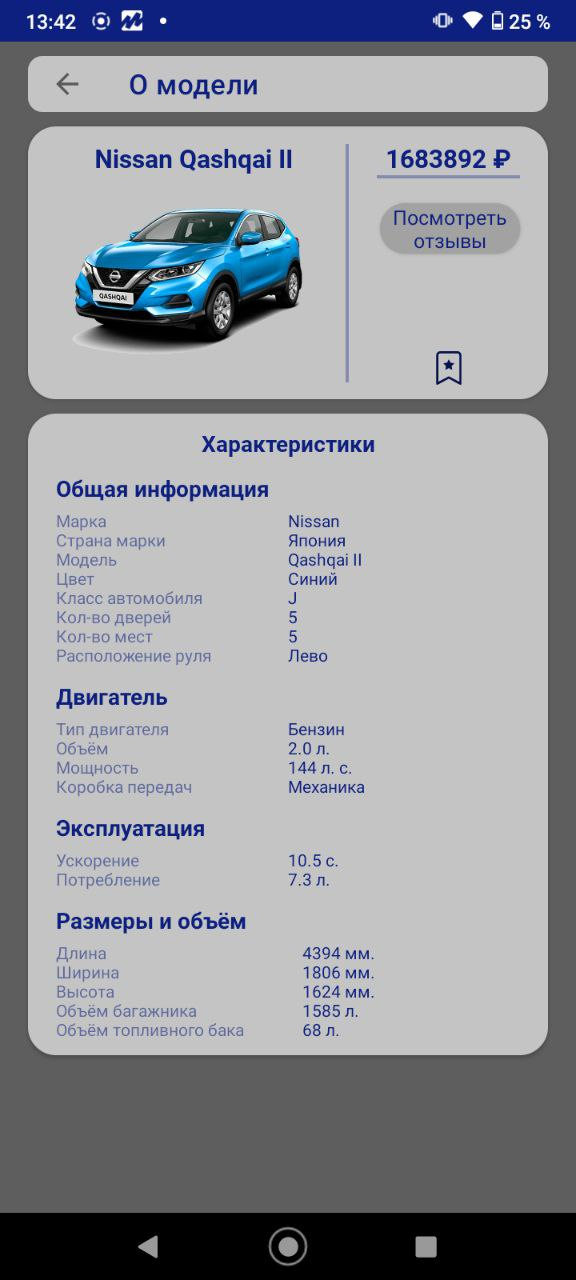 13:42
25 %
О модели
Nissan Qashqai II
1683892 ₽
Посмотреть
отзывы
QASHQAI
Характеристики
Общая информация
Марка Nissan
Страна марки Япония
Модель Qashqai II
Цвет Синий
Класс автомобиля J
Кол-во дверей 5
Кол-во мест 5
Расположение руля Лево
Двигатель
Тип двигателя Бензин
Объём 2.0 л.
Мощность 144 л. с.
Коробка передач Механика
Эксплуатация
Ускорение 10.5 с.
Потребление 7.3 л.
Размеры и объём
Длина 4394 мм.
Ширина 1806 мм.
Высота 1624 мм.
Объём багажника 1585 л.
Объём топливного бака 68 л.